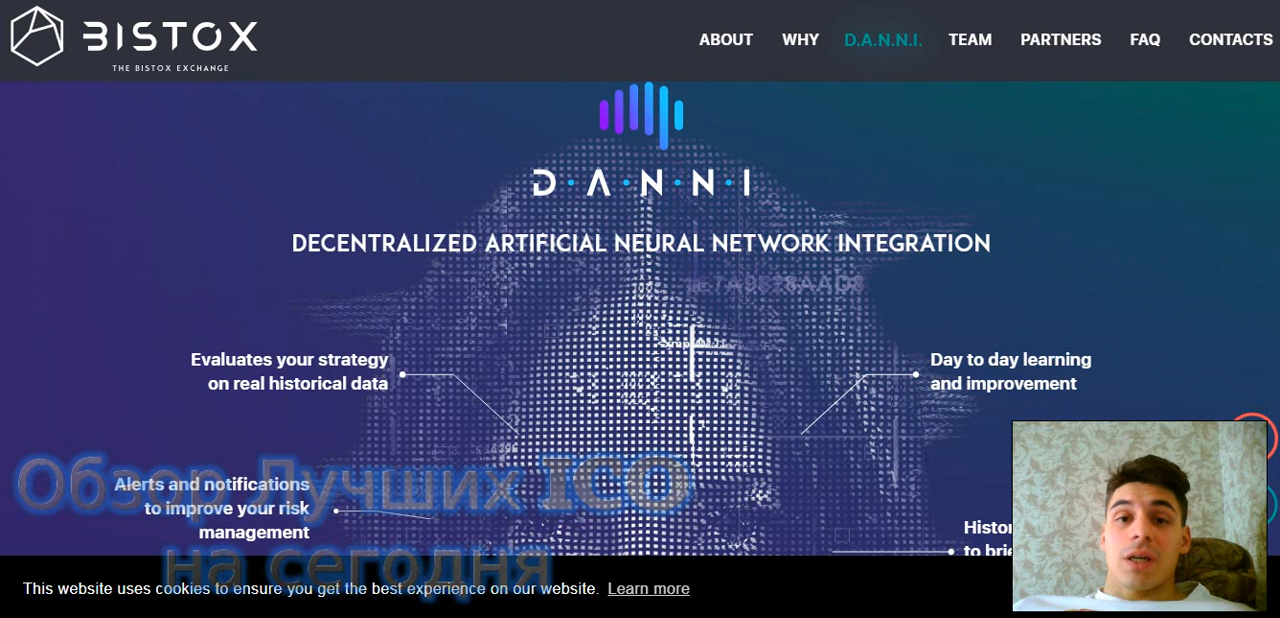 BISTOX
THE BISTOX EXCHANGE
ABOUT WHY D.A.N.N.I. TEAM PARTNERS FAQ CONTACTS
D·A·N·N·I
DECENTRALIZED ARTIFICIAL NEURAL NETWORK INTEGRATION
Evaluates your strategy
on real historical data
Day to day learning
and improvement
Alerts and notifications
to improve your risk
management
Обзор Лучших ICO
на сегодня
This website uses cookies to ensure you get the best experience on our website. Learn more